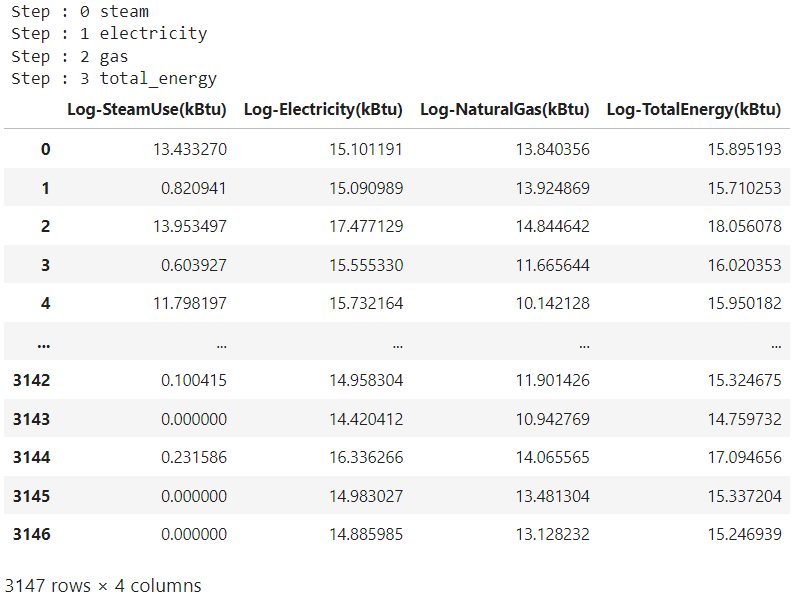 Step : 0 steam
Step : 1 electricity
Step : 2 gas
Step : 3 total_energy
Log-SteamUse(kBtu) Log-Electricity(kBtu) Log-NaturalGas(kBtu) Log-TotalEnergy(kBtu)
0 13.433270 15.101191 13.840356 15.895193
1 0.820941 15.090989 13.924869 15.710253
2 13.953497 17.477129 14.844642 18.056078
3 0.603927 15.555330 11.665644 16.020353
4 11.798197 15.732164 10.142128 15.950182
... ... ... ... ...
3142 0.100415 14.958304 11.901426 15.324675
3143 0.000000 14.420412 10.942769 14.759732
3144 0.231586 16.336266 14.065565 17.094656
3145 0.000000 14.983027 13.481304 15.337204
3146 0.000000 14.885985 13.128232 15.246939
3147 rows × 4 columns